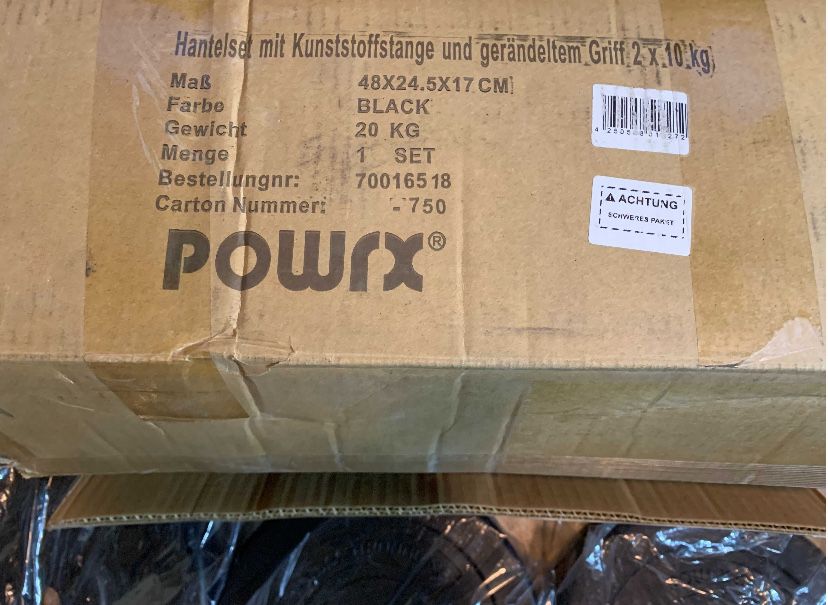 Hantelset mit Kunststoffstange und gerändeltem Griff 2 x 10 kg
Maß 48X24.5X17 CM
Farbe BLACK
Gewicht 20 KG
Menge 1 SET
Bestellungnr: 70016518
Carton Nummer: - 750
POWRX®
ACHTUNG
SCHWERES PAKET